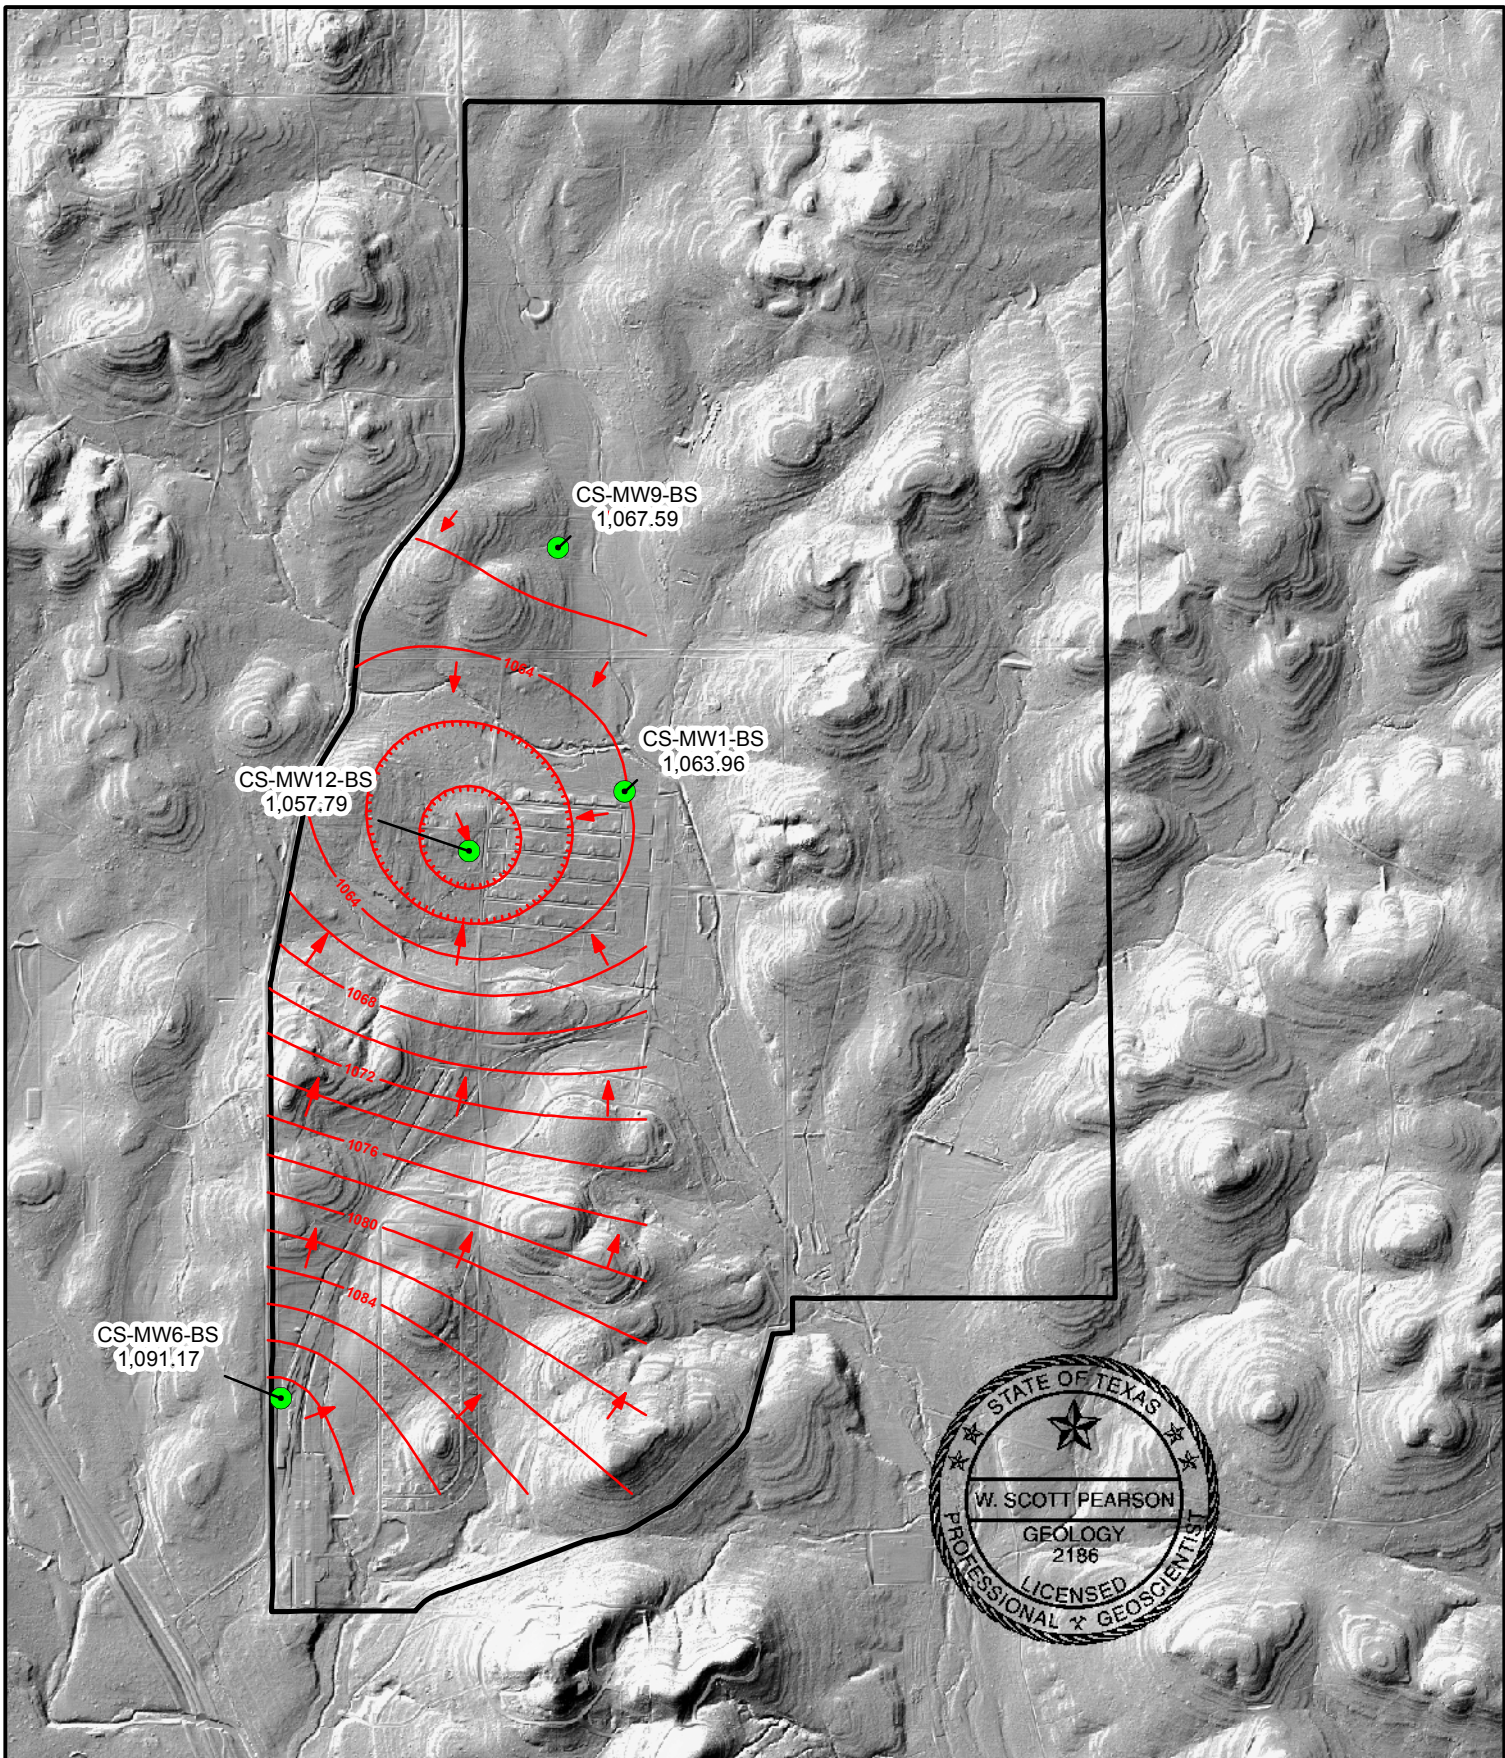 CS-MW9-BS
1,067.59
1064
CS-MW1-BS
1,063.96
CS-MW12-BS
1,057.79
1064
1068
1072
1076
1080
1084
CS-MW6-BS
1,091.17
STATE OF TEXAS
W. SCOTT PEARSON
GEOLOGY
2186
LICENSED
PROFESSIONAL GEOSCIENTIST